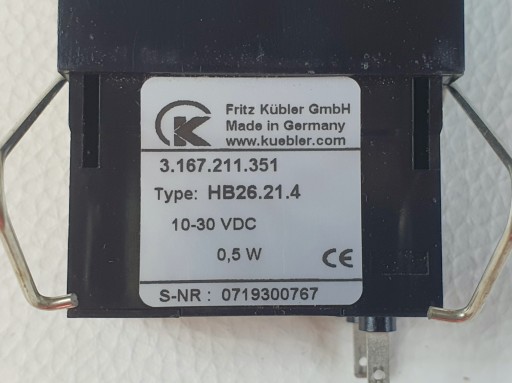 Fritz Kübler GmbH
Made in Germany
www.kuebler.com
3.167.211.351
Type: HB26.21.4
10-30 VDC
0,5 W
CE
S-NR : 0719300767